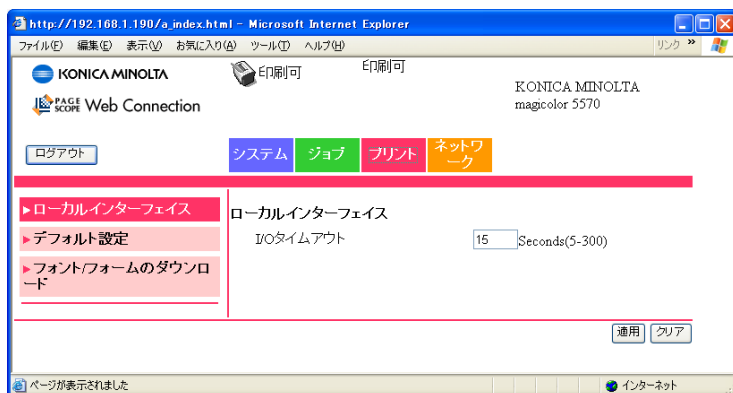 http://192.168.1.190/a_index.html - Microsoft Internet Explorer
ファイル(F) 編集(E) 表示(V) お気に入り(A) ツール(T) ヘルプ(H) リンク »
KONICA MINOLTA
印刷可
印刷可
KONICA MINOLTA
magicolor 5570
PAGE SCOPE Web Connection
ログアウト
システム
ジョブ
プリント
ネットワ
ーク
▶ローカルインターフェイス
▶デフォルト設定
▶フォント/フォームのダウンロ
ード
ローカルインターフェイス
I/Oタイムアウト 15 Seconds(5-300)
適用 クリア
ページが表示されました インターネット